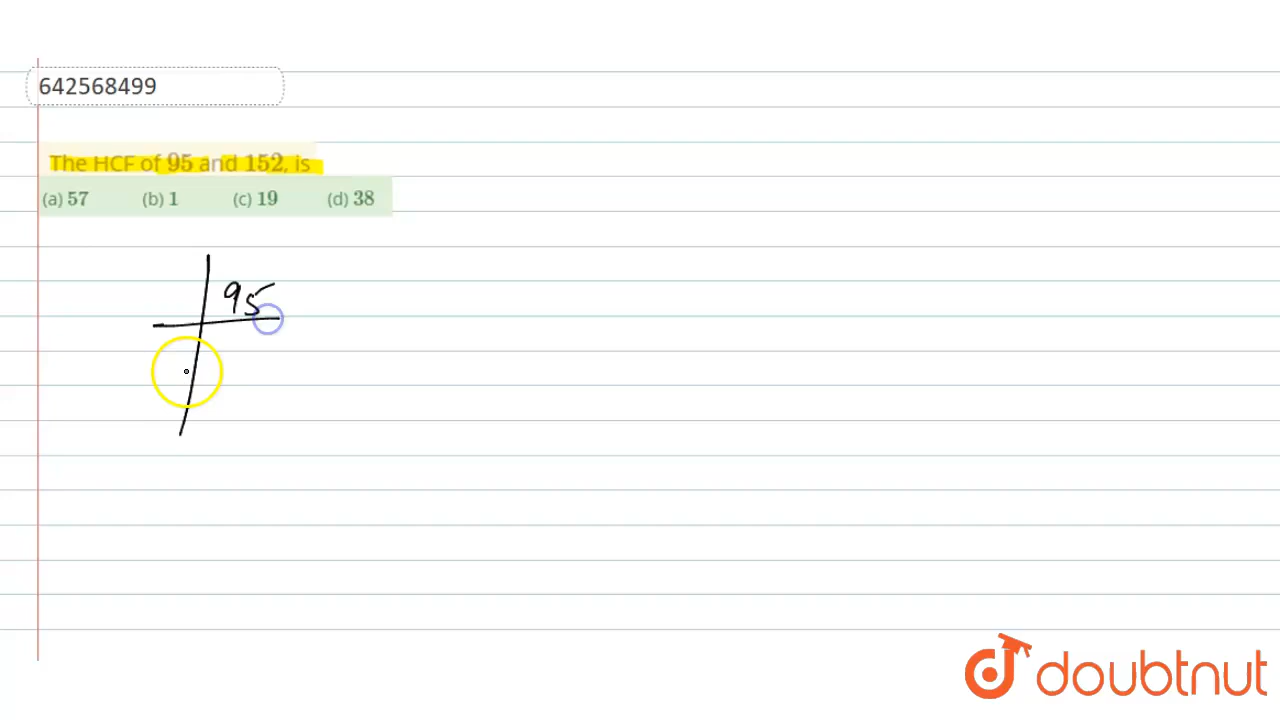 642568499
The HCF of 95 and 152, is
(a) 57 (b) 1 (c) 19 (d) 38
95
doubtnut